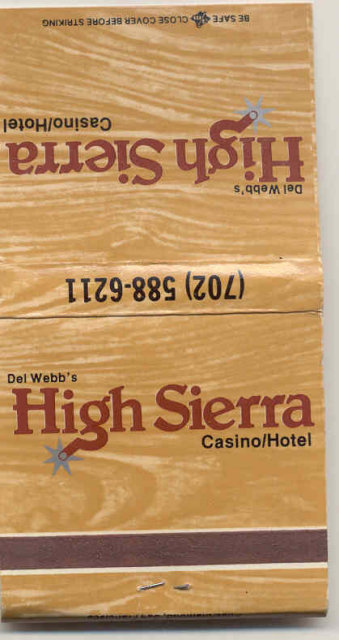 BE SAFE CLOSE COVER BEFORE STRIKING
Del Webb's
High Sierra
Casino/Hotel
(702) 588-6211
Del Webb's
High Sierra
Casino/Hotel